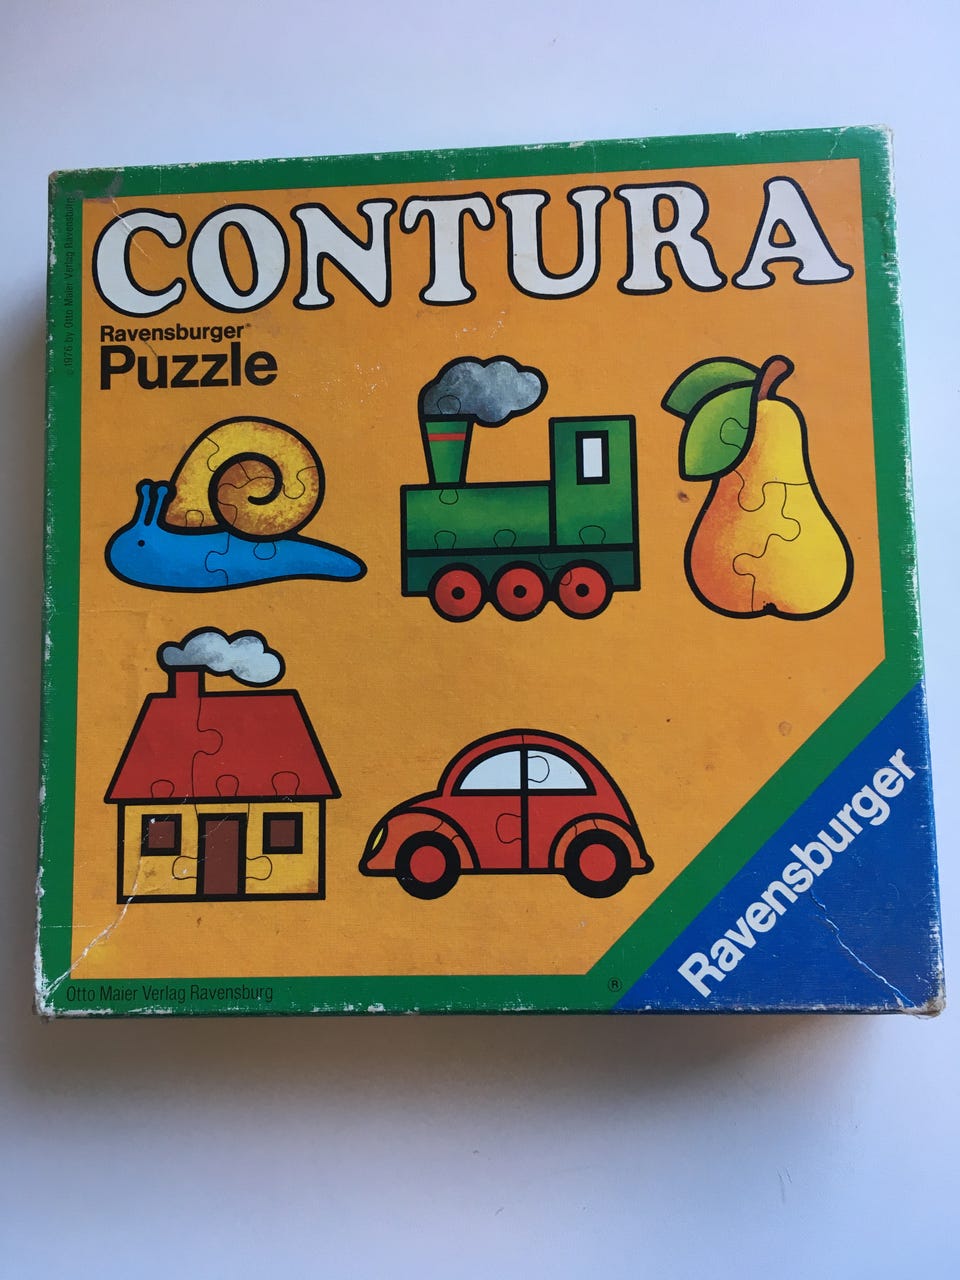 CONTURA
Ravensburger®
Puzzle
© 1976 by Otto Maier Verlag Ravensburg
Otto Maier Verlag Ravensburg
®
Ravensburger